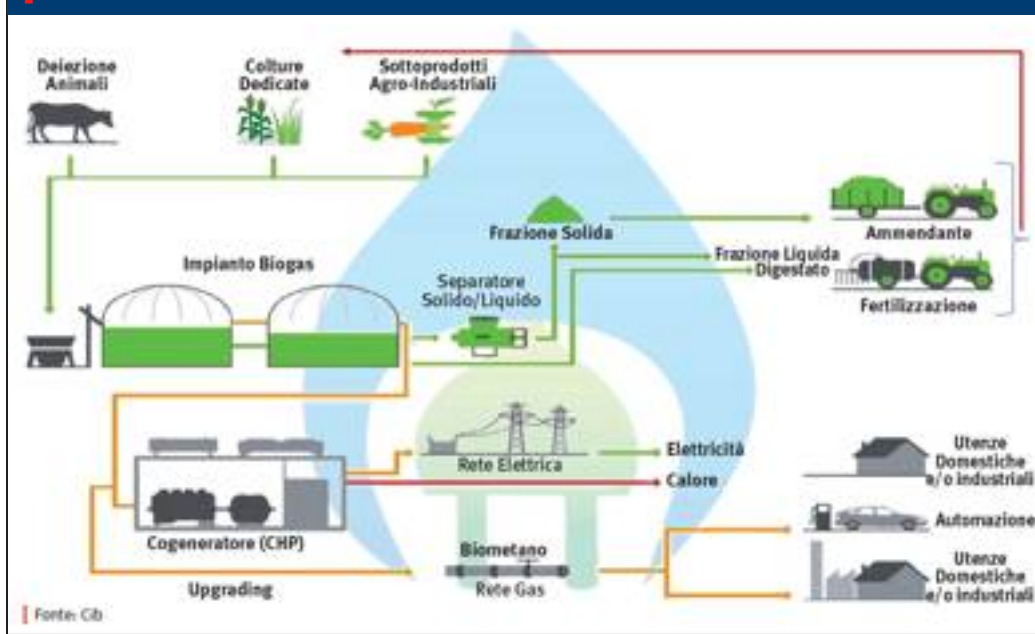 Deiezione
Animali
Colture
Dedicate
Sottoprodotti
Agro-Industriali
Frazione Solida
Ammendante
Frazione Liquida
Digestato
Fertilizzazione
Impianto Biogas
Separatore
Solido/Liquido
Rete Elettrica
Elettricità
Calore
Utenze
Domestiche
e/o industriali
Cogeneratore (CHP)
Biometano
Rete Gas
Automazione
Upgrading
Utenze
Domestiche
e/o industriali
Fonte: Cib